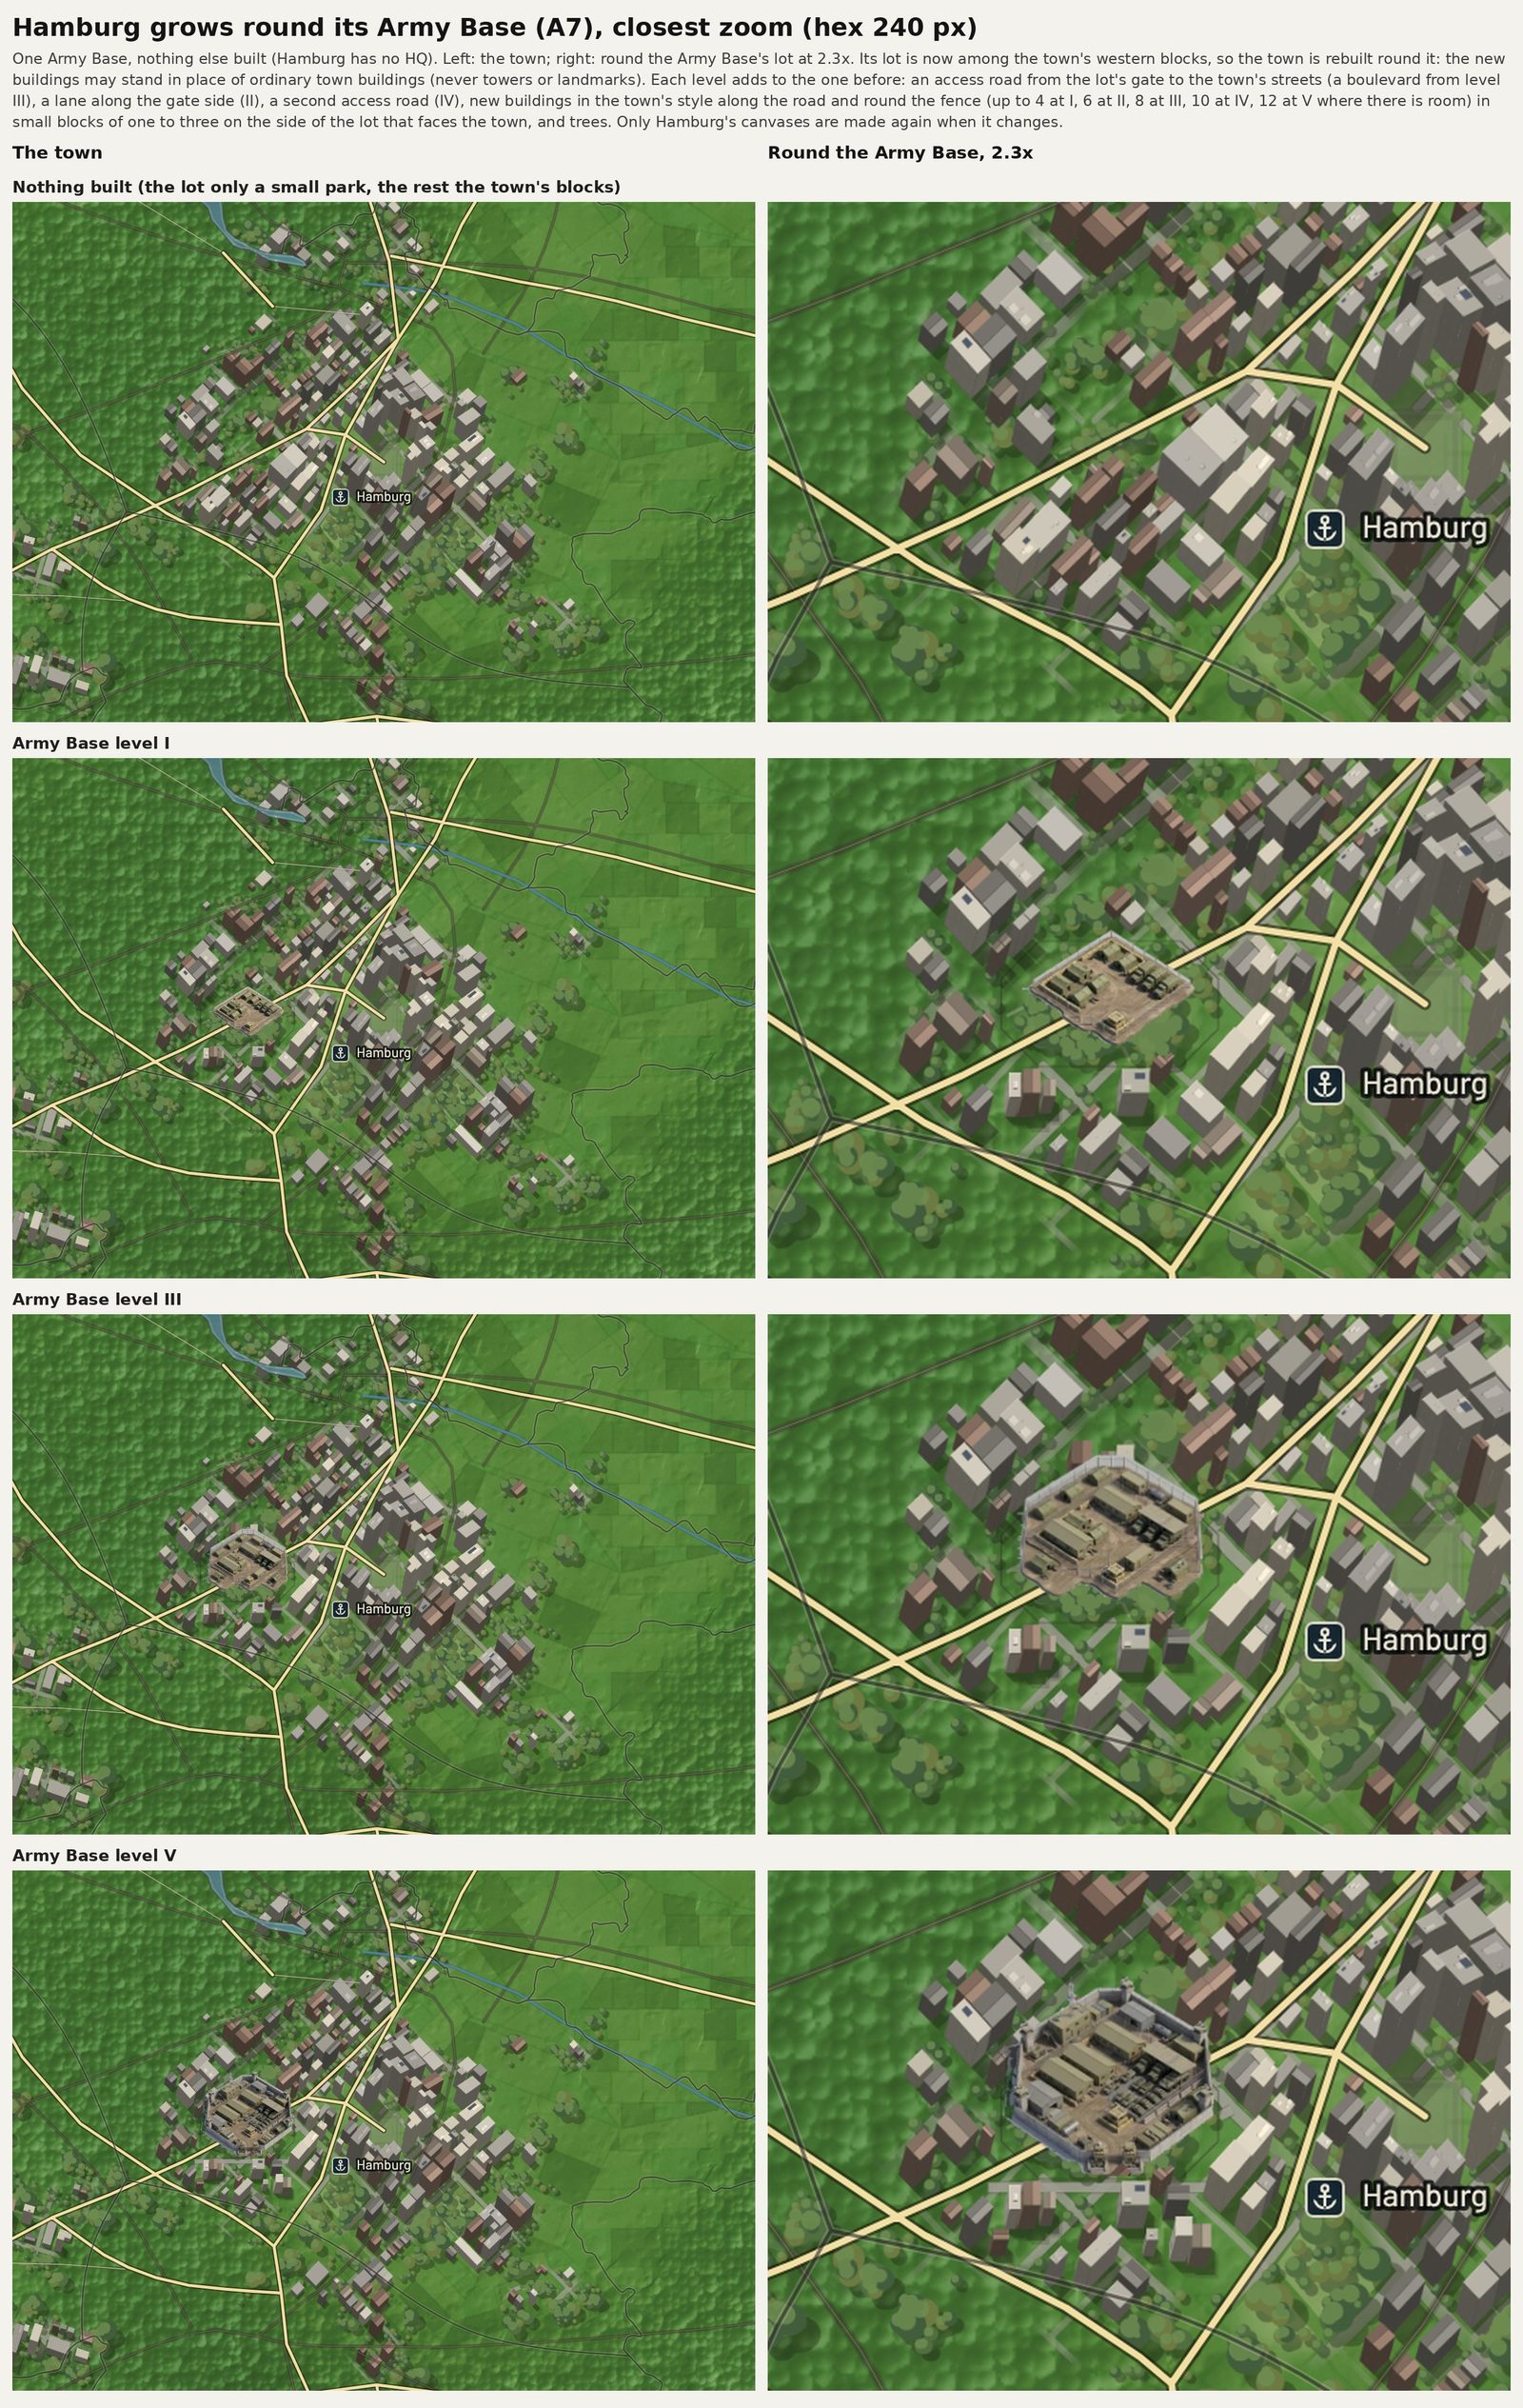 Hamburg grows round its Army Base (A7), closest zoom (hex 240 px)
One Army Base, nothing else built (Hamburg has no HQ). Left: the town; right: round the Army Base's lot at 2.3x. Its lot is now among the town's western blocks, so the town is rebuilt round it: the new
buildings may stand in place of ordinary town buildings (never towers or landmarks). Each level adds to the one before: an access road from the lot's gate to the town's streets (a boulevard from level
III), a lane along the gate side (II), a second access road (IV), new buildings in the town's style along the road and round the fence (up to 4 at I, 6 at II, 8 at III, 10 at IV, 12 at V where there is room) in
small blocks of one to three on the side of the lot that faces the town, and trees. Only Hamburg's canvases are made again when it changes.
The town
Round the Army Base, 2.3x
Nothing built (the lot only a small park, the rest the town's blocks)
Hamburg
Hamburg
Army Base level I
Hamburg
Hamburg
Army Base level III
Hamburg
Hamburg
Army Base level V
Hamburg
Hamburg